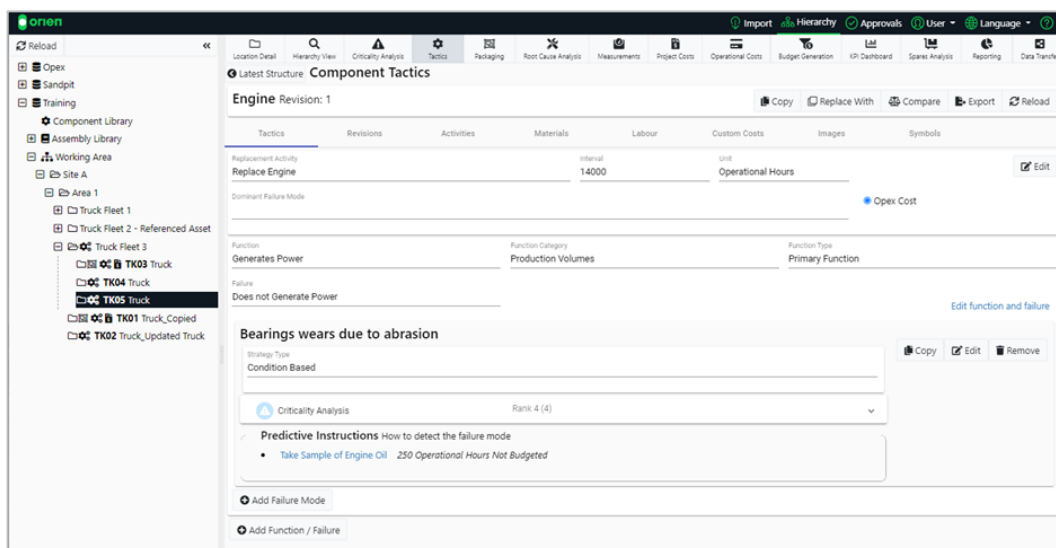 orien
Import Hierarchy Approvals User Language
Reload
Location Detail Hierarchy View Criticality Analysis Tactics Packaging Root Cause Analysis Measurements Project Costs Operational Costs Budget Generation KPI Dashboard Spares Analysis Reporting Data Transfe
Opex
Sandpit
Training
Component Library
Assembly Library
Working Area
Site A
Area 1
Truck Fleet 1
Truck Fleet 2 - Referenced Asset
Truck Fleet 3
TK03 Truck
TK04 Truck
TK05 Truck
TK01 Truck_Copied
TK02 Truck_Updated Truck
Latest Structure Component Tactics
Engine Revision: 1
Copy Replace With Compare Export Reload
Tactics Revisions Activities Materials Labour Custom Costs Images Symbols
Replacement Activity Interval Unit
Replace Engine 14000 Operational Hours
Edit
Dominant Failure Mode
Opex Cost
Function Function Category Function Type
Generates Power Production Volumes Primary Function
Failure
Does not Generate Power
Edit function and failure
Bearings wears due to abrasion
Copy Edit Remove
Strategy Type
Condition Based
Criticality Analysis Rank 4 (4)
Predictive Instructions How to detect the failure mode
Take Sample of Engine Oil 250 Operational Hours Not Budgeted
Add Failure Mode
Add Function / Failure